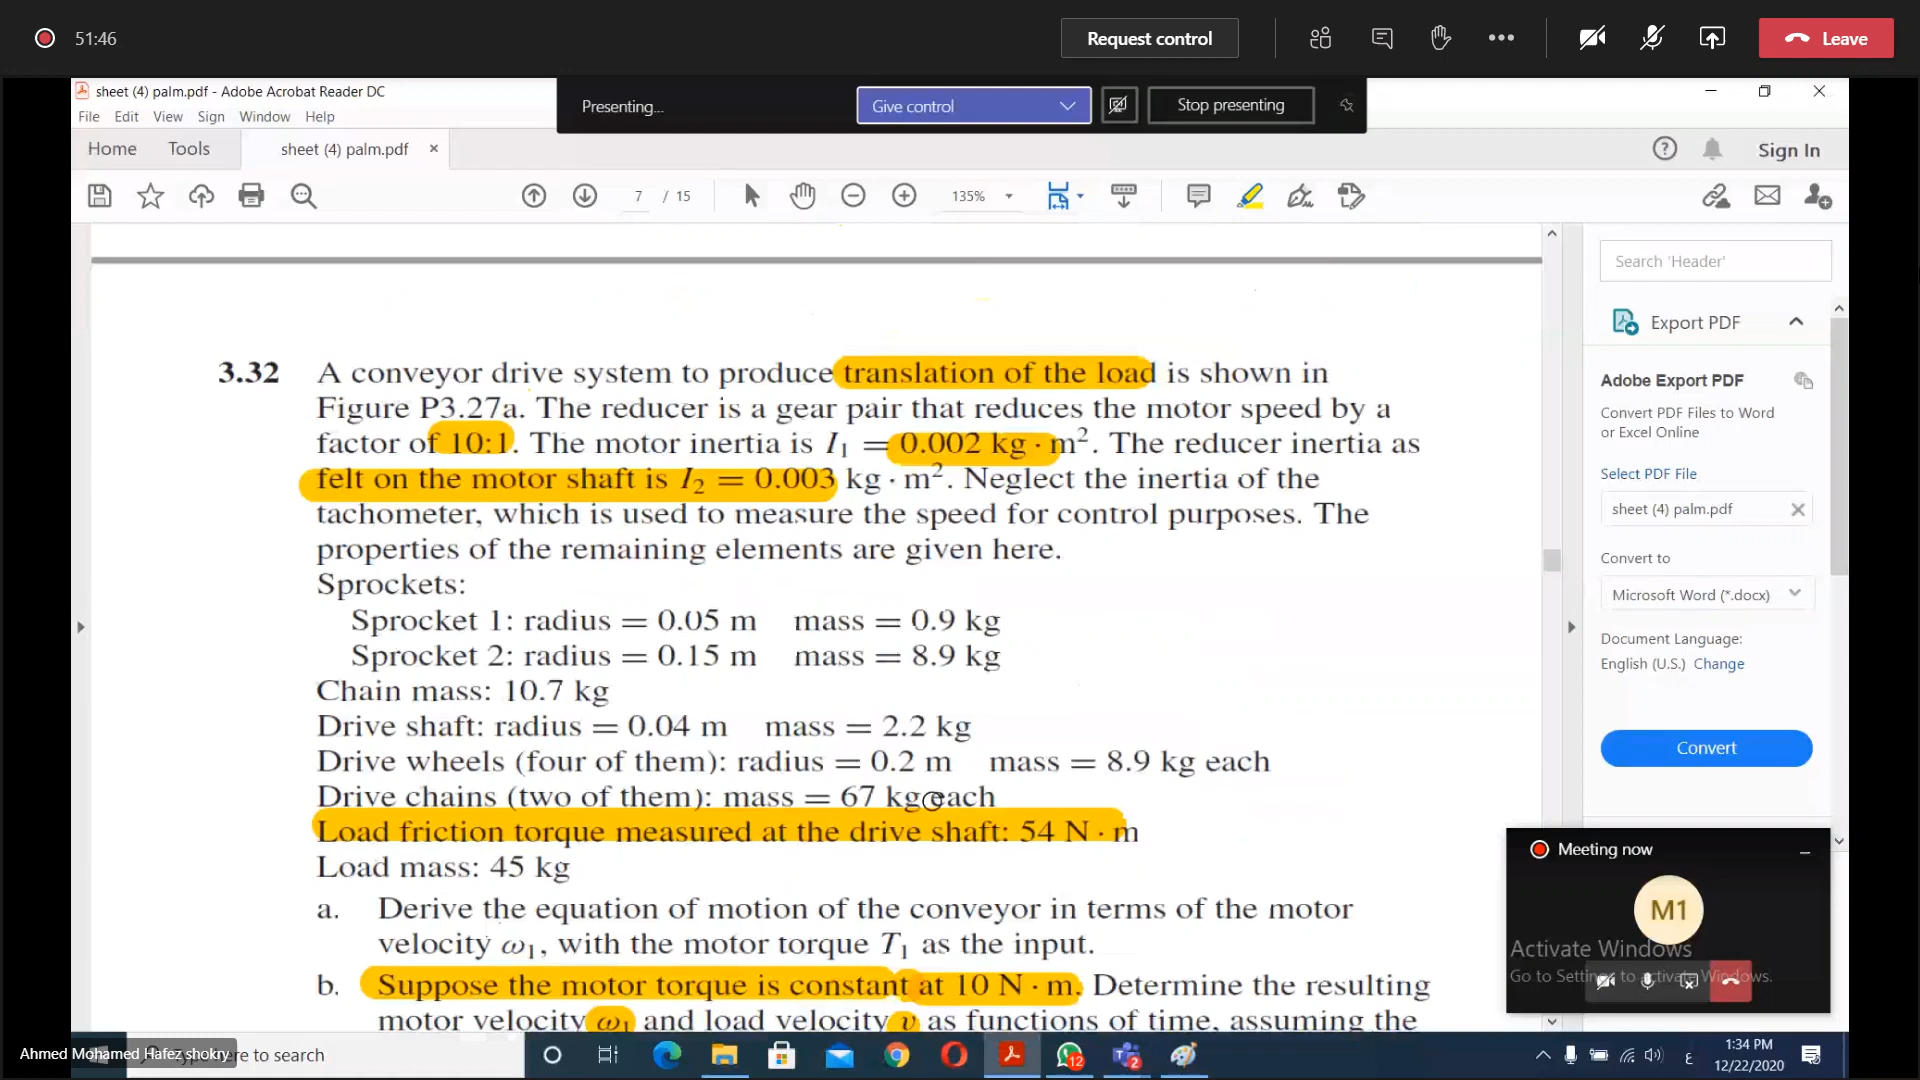 51:46
Request control
Leave
sheet (4) palm.pdf - Adobe Acrobat Reader DC
Presenting...
Give control
Stop presenting
File Edit View Sign Window Help
Home Tools sheet (4) palm.pdf × Sign In
7 / 15 135%
3.32 A conveyor drive system to produce translation of the load is shown in
Figure P3.27a. The reducer is a gear pair that reduces the motor speed by a
factor of 10:1. The motor inertia is I₁ = 0.002 kg · m². The reducer inertia as
felt on the motor shaft is I₂ = 0.003 kg · m². Neglect the inertia of the
tachometer, which is used to measure the speed for control purposes. The
properties of the remaining elements are given here.
Sprockets:
Sprocket 1: radius = 0.05 m mass = 0.9 kg
Sprocket 2: radius = 0.15 m mass = 8.9 kg
Chain mass: 10.7 kg
Drive shaft: radius = 0.04 m mass = 2.2 kg
Drive wheels (four of them): radius = 0.2 m mass = 8.9 kg each
Drive chains (two of them): mass = 67 kg each
Load friction torque measured at the drive shaft: 54 N · m
Load mass: 45 kg
a. Derive the equation of motion of the conveyor in terms of the motor
velocity ω₁, with the motor torque T₁ as the input.
b. Suppose the motor torque is constant at 10 N · m. Determine the resulting
motor velocity ω₁ and load velocity v as functions of time, assuming the
Search 'Header'
Export PDF
Adobe Export PDF
Convert PDF Files to Word
or Excel Online
Select PDF File
sheet (4) palm.pdf
Convert to
Microsoft Word (*.docx)
Document Language:
English (U.S.) Change
Convert
Meeting now
M1
Activate Windows
Go to Settings to activate Windows.
Ahmed Mohamed Hafez shokry
here to search
12
2
ع
1:34 PM
12/22/2020